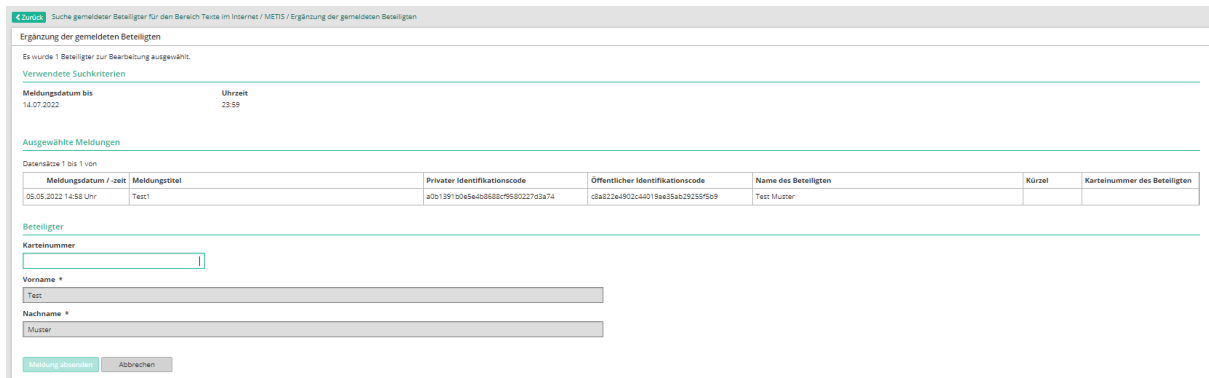 Zurück Suche gemeldeter Beteiligter für den Bereich Texte im Internet / METIS / Ergänzung der gemeldeten Beteiligten
Ergänzung der gemeldeten Beteiligten
Es wurde 1 Beteiligter zur Bearbeitung ausgewählt.
Verwendete Suchkriterien
Meldungsdatum bis Uhrzeit
14.07.2022 23:59
Ausgewählte Meldungen
Datensätze 1 bis 1 von
Meldungsdatum / -zeit Meldungstitel Privater Identifikationscode Öffentlicher Identifikationscode Name des Beteiligten Kürzel Karteinummer des Beteiligten
05.05.2022 14:58 Uhr Test1 a0b1391b0e5e4b8688cf9580227d3a74 c8a822e4902c44019ae35ab29255f5b9 Test Muster
Beteiligter
Karteinummer
Vorname *
Test
Nachname *
Muster
Meldung absenden Abbrechen